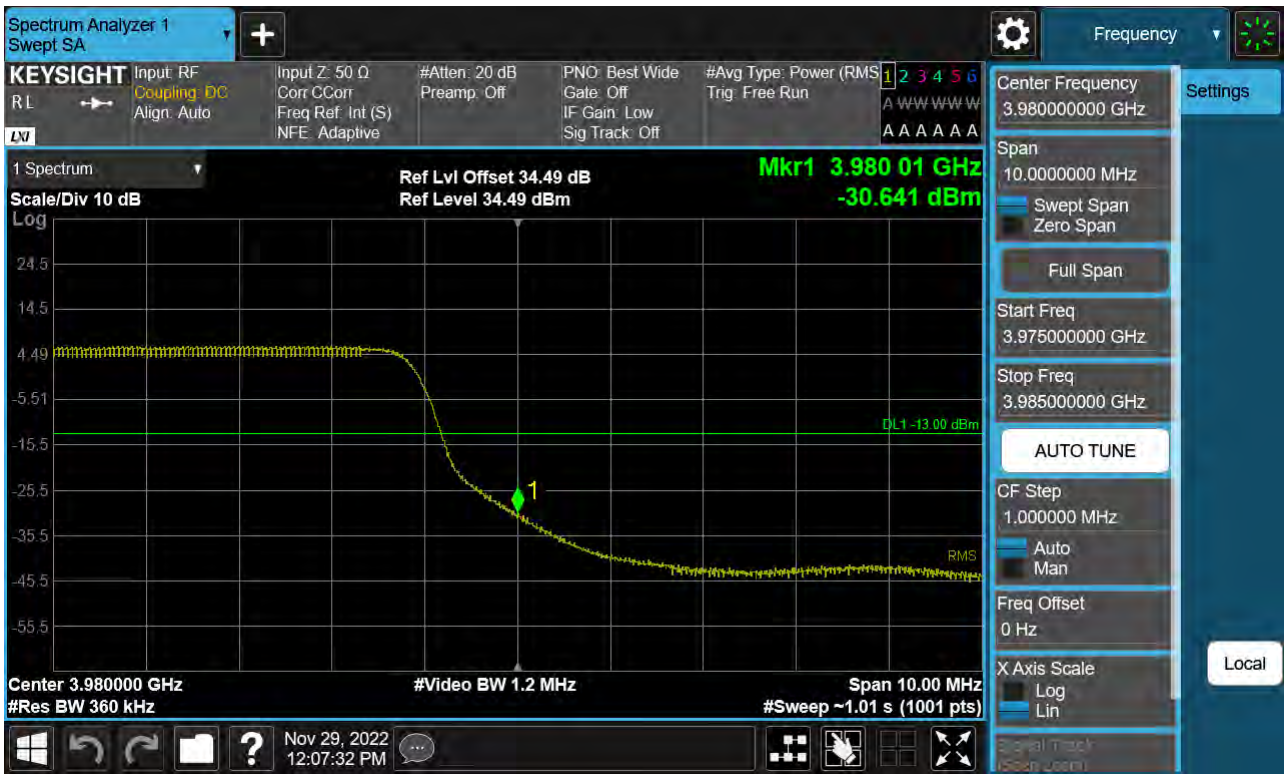 Spectrum Analyzer 1
Swept SA
Frequency
KEYSIGHT
RL
LXI
Input: RF
Coupling: DC
Align: Auto
Input Z: 50 Ω
Corr CCorr
Freq Ref: Int (S)
NFE: Adaptive
#Atten: 20 dB
Preamp: Off
PNO: Best Wide
Gate: Off
IF Gain: Low
Sig Track: Off
#Avg Type: Power (RMS
Trig: Free Run
1 2 3 4 5 6
A W W W W W
A A A A A A
1 Spectrum
Scale/Div 10 dB
Ref Lvl Offset 34.49 dB
Ref Level 34.49 dBm
Mkr1 3.980 01 GHz
-30.641 dBm
Log
24.5
14.5
4.49
-5.51
-15.5
-25.5
-35.5
-45.5
-55.5
DL1 -13.00 dBm
1
RMS
Center 3.980000 GHz
#Res BW 360 kHz
#Video BW 1.2 MHz
Span 10.00 MHz
#Sweep ~1.01 s (1001 pts)
Center Frequency
3.980000000 GHz
Span
10.0000000 MHz
Swept Span
Zero Span
Full Span
Start Freq
3.975000000 GHz
Stop Freq
3.985000000 GHz
AUTO TUNE
CF Step
1.000000 MHz
Auto
Man
Freq Offset
0 Hz
X Axis Scale
Log
Lin
Signal Track
(Span Zoom)
Settings
Local
Nov 29, 2022
12:07:32 PM